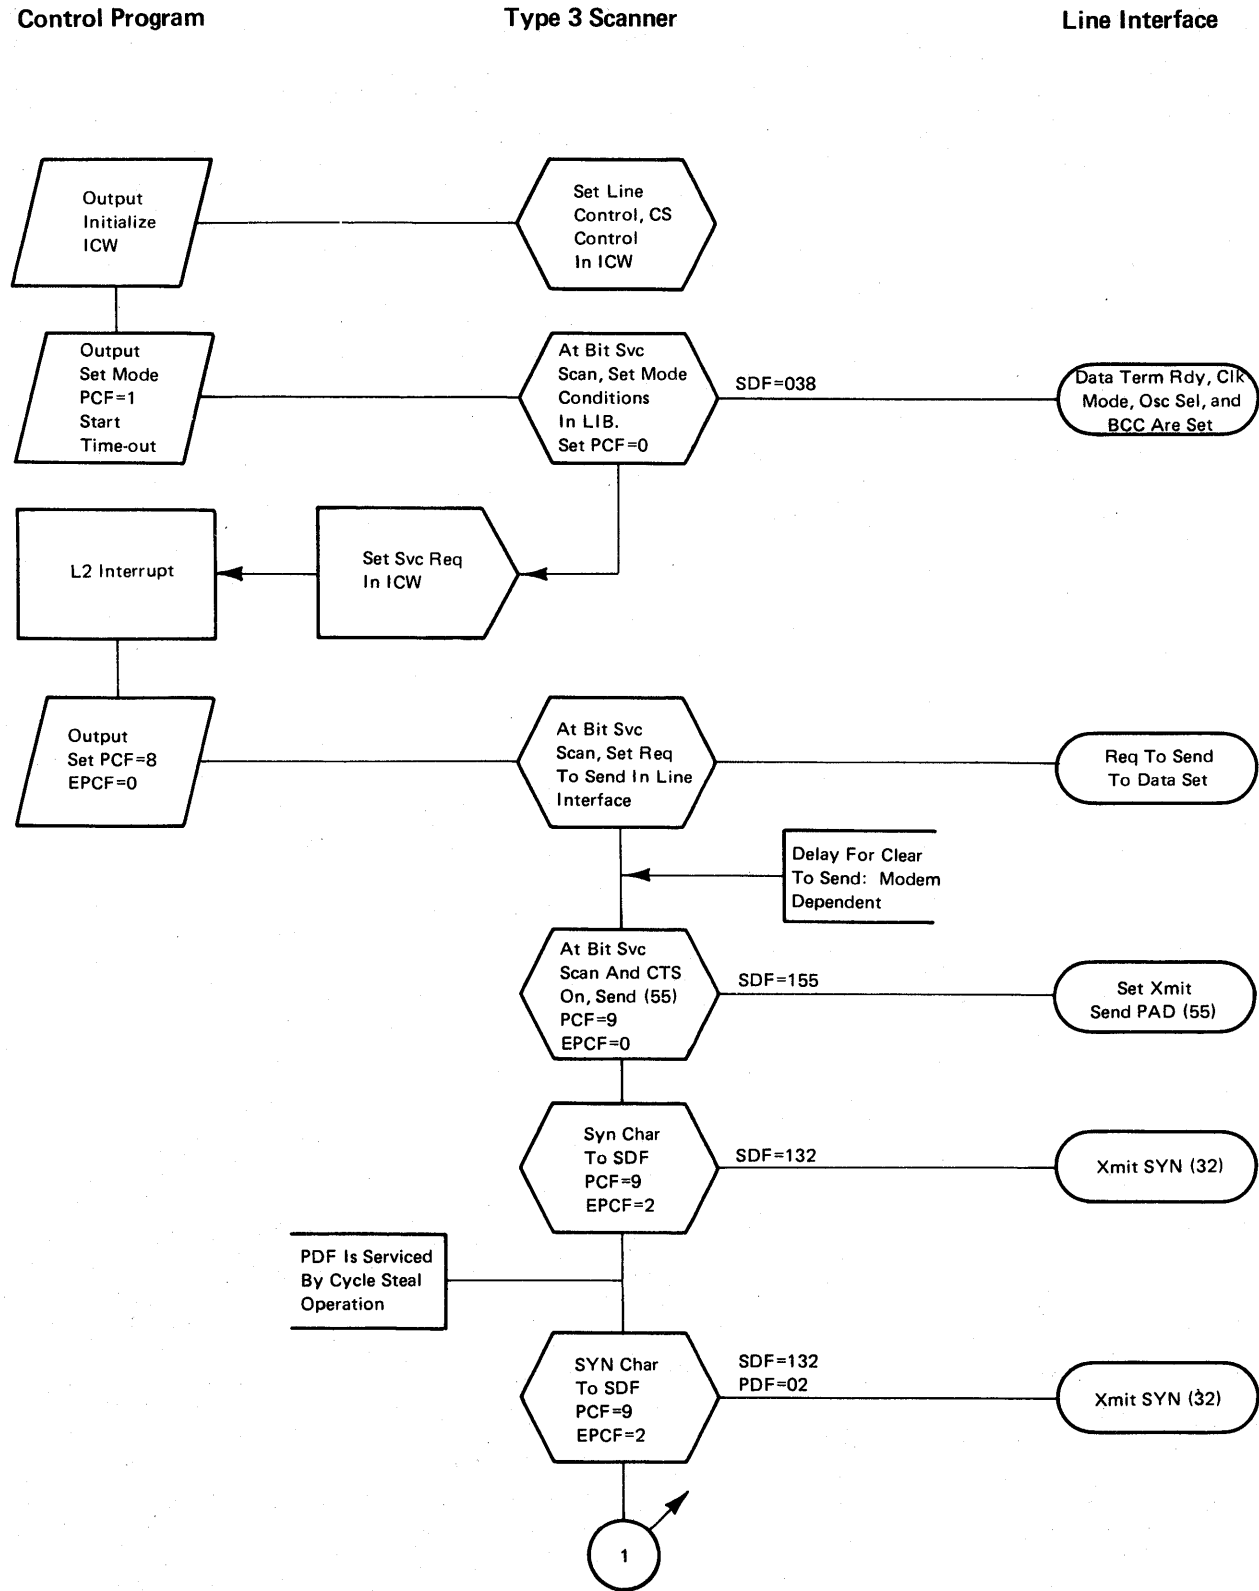 Control Program
Type 3 Scanner
Line Interface
Output
Initialize
ICW
Set Line
Control, CS
Control
In ICW
Output
Set Mode
PCF=1
Start
Time-out
At Bit Svc
Scan, Set Mode
Conditions
In LIB.
Set PCF=0
SDF=038
Data Term Rdy, Clk
Mode, Osc Sel, and
BCC Are Set
L2 Interrupt
Set Svc Req
In ICW
Output
Set PCF=8
EPCF=0
At Bit Svc
Scan, Set Req
To Send In Line
Interface
Req To Send
To Data Set
Delay For Clear
To Send: Modem
Dependent
At Bit Svc
Scan And CTS
On, Send (55)
PCF=9
EPCF=0
SDF=155
Set Xmit
Send PAD (55)
Syn Char
To SDF
PCF=9
EPCF=2
SDF=132
Xmit SYN (32)
PDF Is Serviced
By Cycle Steal
Operation
SYN Char
To SDF
PCF=9
EPCF=2
SDF=132
PDF=02
Xmit SYN (32)
1